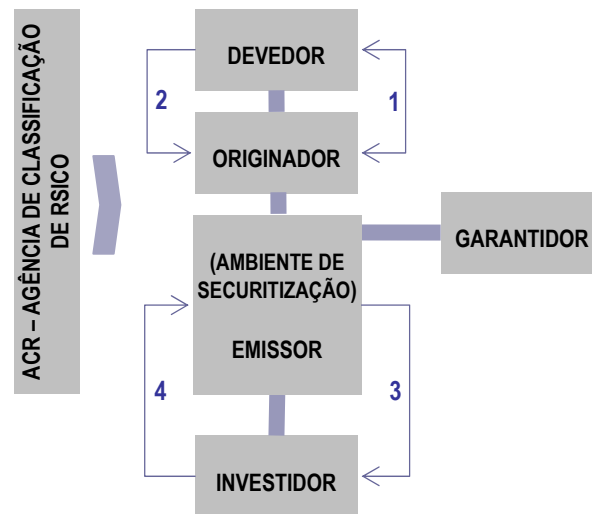 ACR – AGÊNCIA DE CLASSIFICAÇÃO
DE RSICO
DEVEDOR
2
1
ORIGINADOR
(AMBIENTE DE
SECURITIZAÇÃO)
EMISSOR
GARANTIDOR
4
3
INVESTIDOR